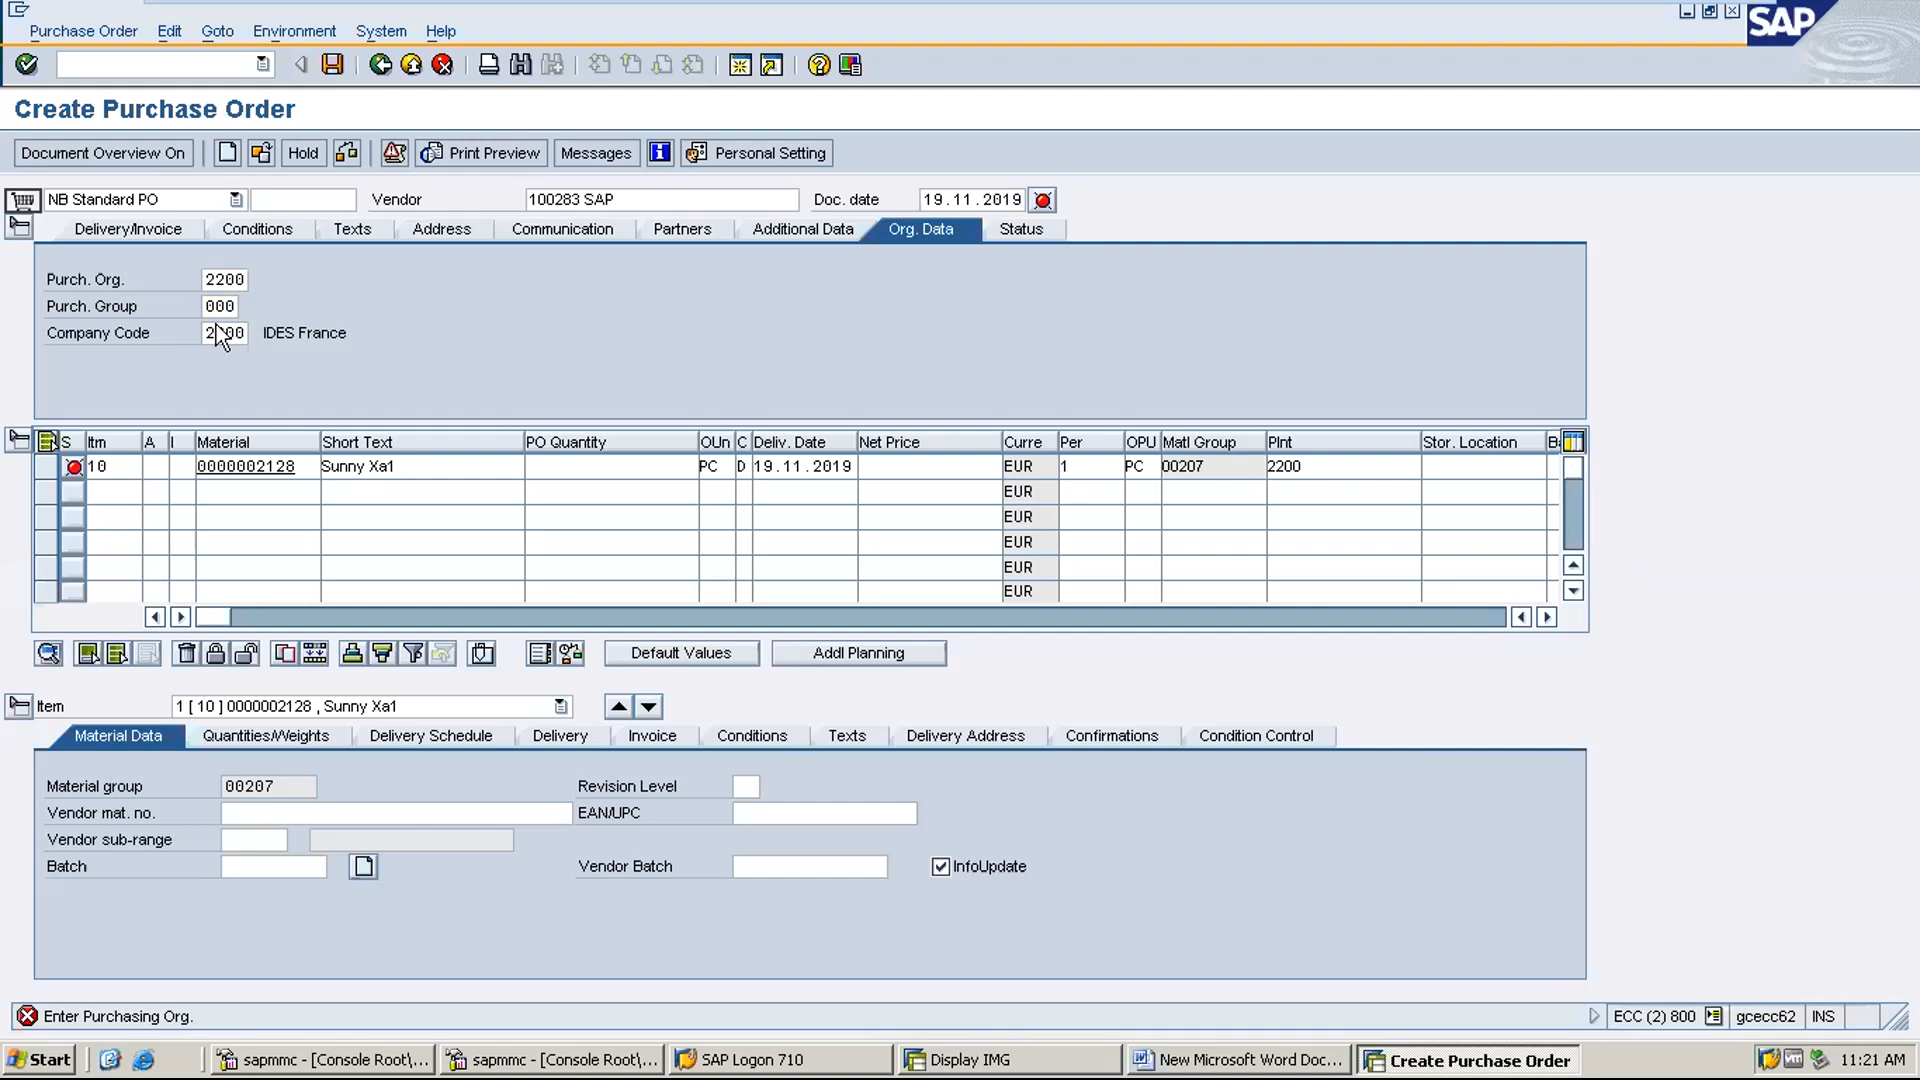 Purchase Order Edit Goto Environment System Help
SAP
Create Purchase Order
Document Overview On Hold Print Preview Messages Personal Setting
NB Standard PO Vendor 100283 SAP Doc. date 19.11.2019
Delivery/Invoice Conditions Texts Address Communication Partners Additional Data Org. Data Status
Purch. Org. 2200
Purch. Group 000
Company Code IDES France
S Itm A I Material Short Text PO Quantity OUn C Deliv. Date Net Price Curre Per OPU Matl Group Plnt Stor. Location
10 0000002128 Sunny Xa1 PC D 19.11.2019 EUR 1 PC 00207 2200
EUR
EUR
EUR
EUR
EUR
Default Values Addl Planning
Item 1 [ 10 ] 0000002128 , Sunny Xa1
Material Data Quantities/Weights Delivery Schedule Delivery Invoice Conditions Texts Delivery Address Confirmations Condition Control
Material group 00207 Revision Level
Vendor mat. no. EAN/UPC
Vendor sub-range
Batch Vendor Batch InfoUpdate
Enter Purchasing Org. ECC (2) 800 gcecc62 INS
Start sapmmc - [Console Root\... sapmmc - [Console Root\... SAP Logon 710 Display IMG New Microsoft Word Doc... Create Purchase Order 11:21 AM